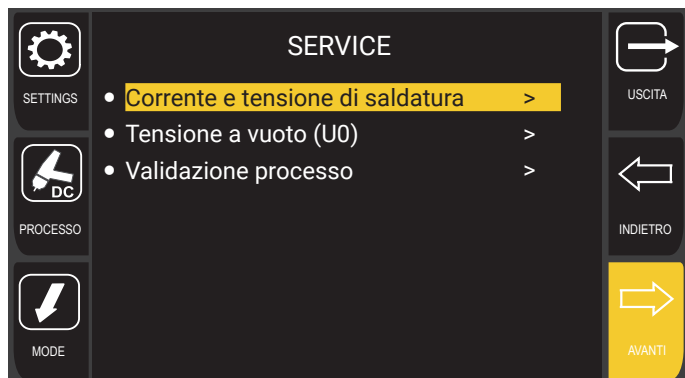 SERVICE
SETTINGS
USCITA
• Corrente e tensione di saldatura >
• Tensione a vuoto (U0) >
• Validazione processo >
DC
PROCESSO
INDIETRO
MODE
AVANTI